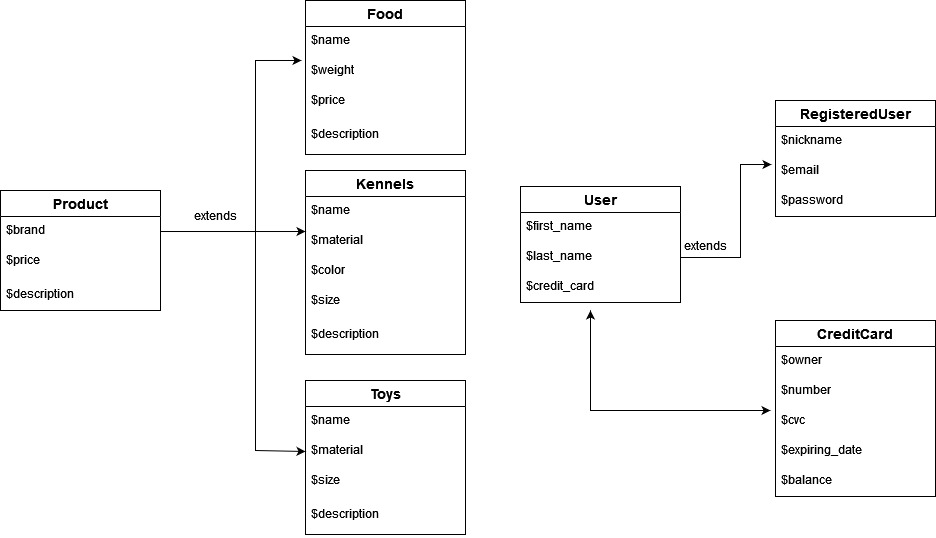 Food
$name
$weight
$price
$description
Product
$brand
$price
$description
extends
Kennels
$name
$material
$color
$size
$description
Toys
$name
$material
$size
$description
User
$first_name
$last_name
$credit_card
extends
RegisteredUser
$nickname
$email
$password
CreditCard
$owner
$number
$cvc
$expiring_date
$balance